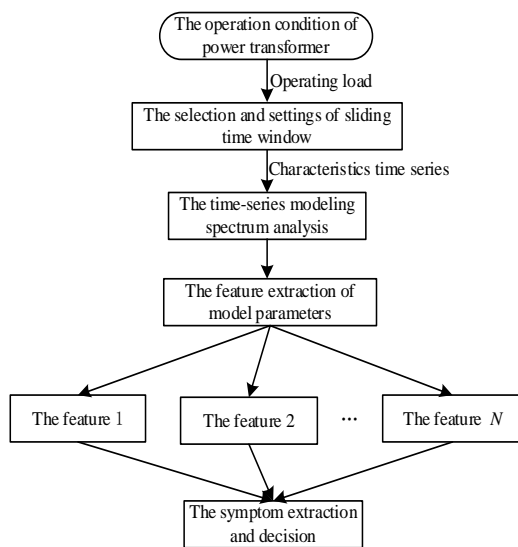 The operation condition of
power transformer
Operating load
The selection and settings of sliding
time window
Characteristics time series
The time-series modeling
spectrum analysis
The feature extraction of
model parameters
The feature 1
The feature 2
...
The feature N
The symptom extraction
and decision